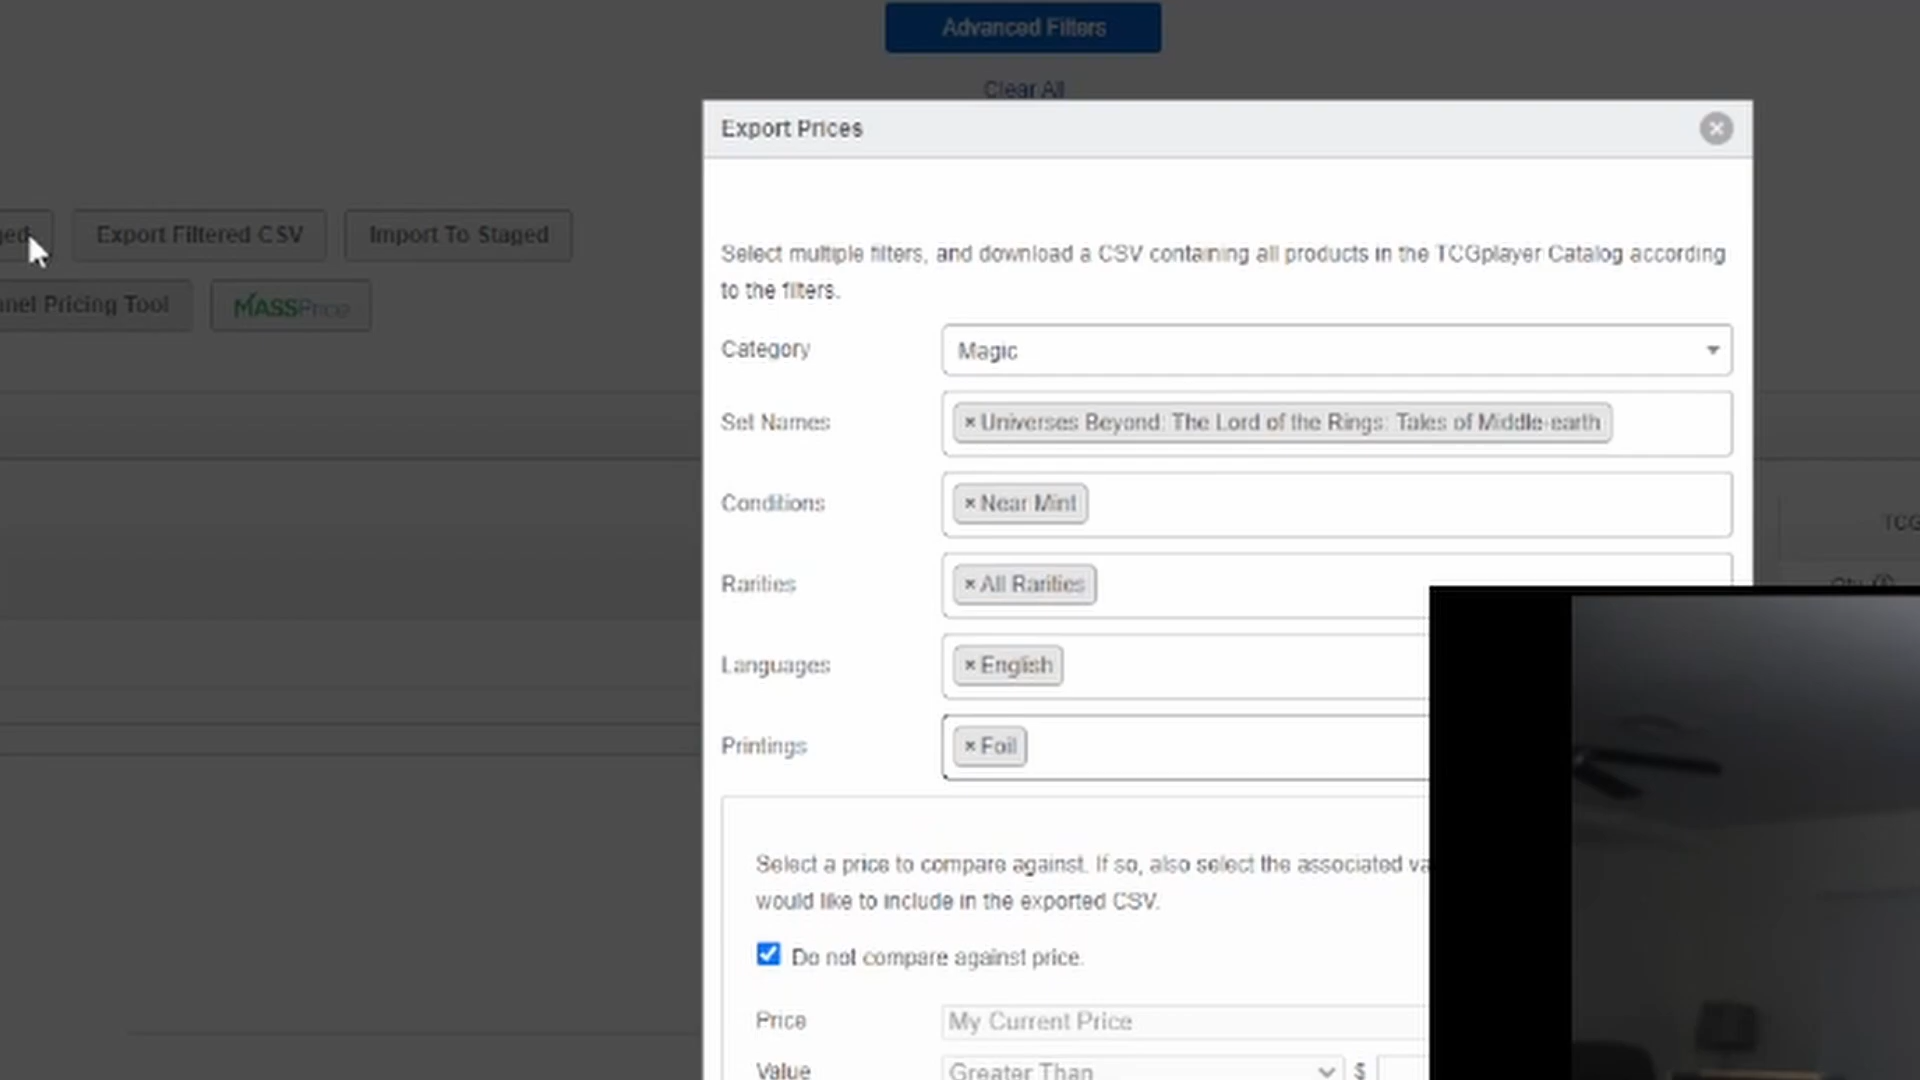 Advanced Filters
Clear All
Export Prices
Export Filtered CSV
Import To Staged
Pricing Tool
MASSPrice
Select multiple filters, and download a CSV containing all products in the TCGplayer Catalog according
to the filters.
Category
Magic
Set Names
× Universes Beyond: The Lord of the Rings: Tales of Middle-earth
Conditions
× Near Mint
TCG
Rarities
× All Rarities
Languages
× English
Printings
× Foil
Select a price to compare against. If so, also select the associated va
would like to include in the exported CSV.
Do not compare against price.
Price
My Current Price
Value
Greater Than
$